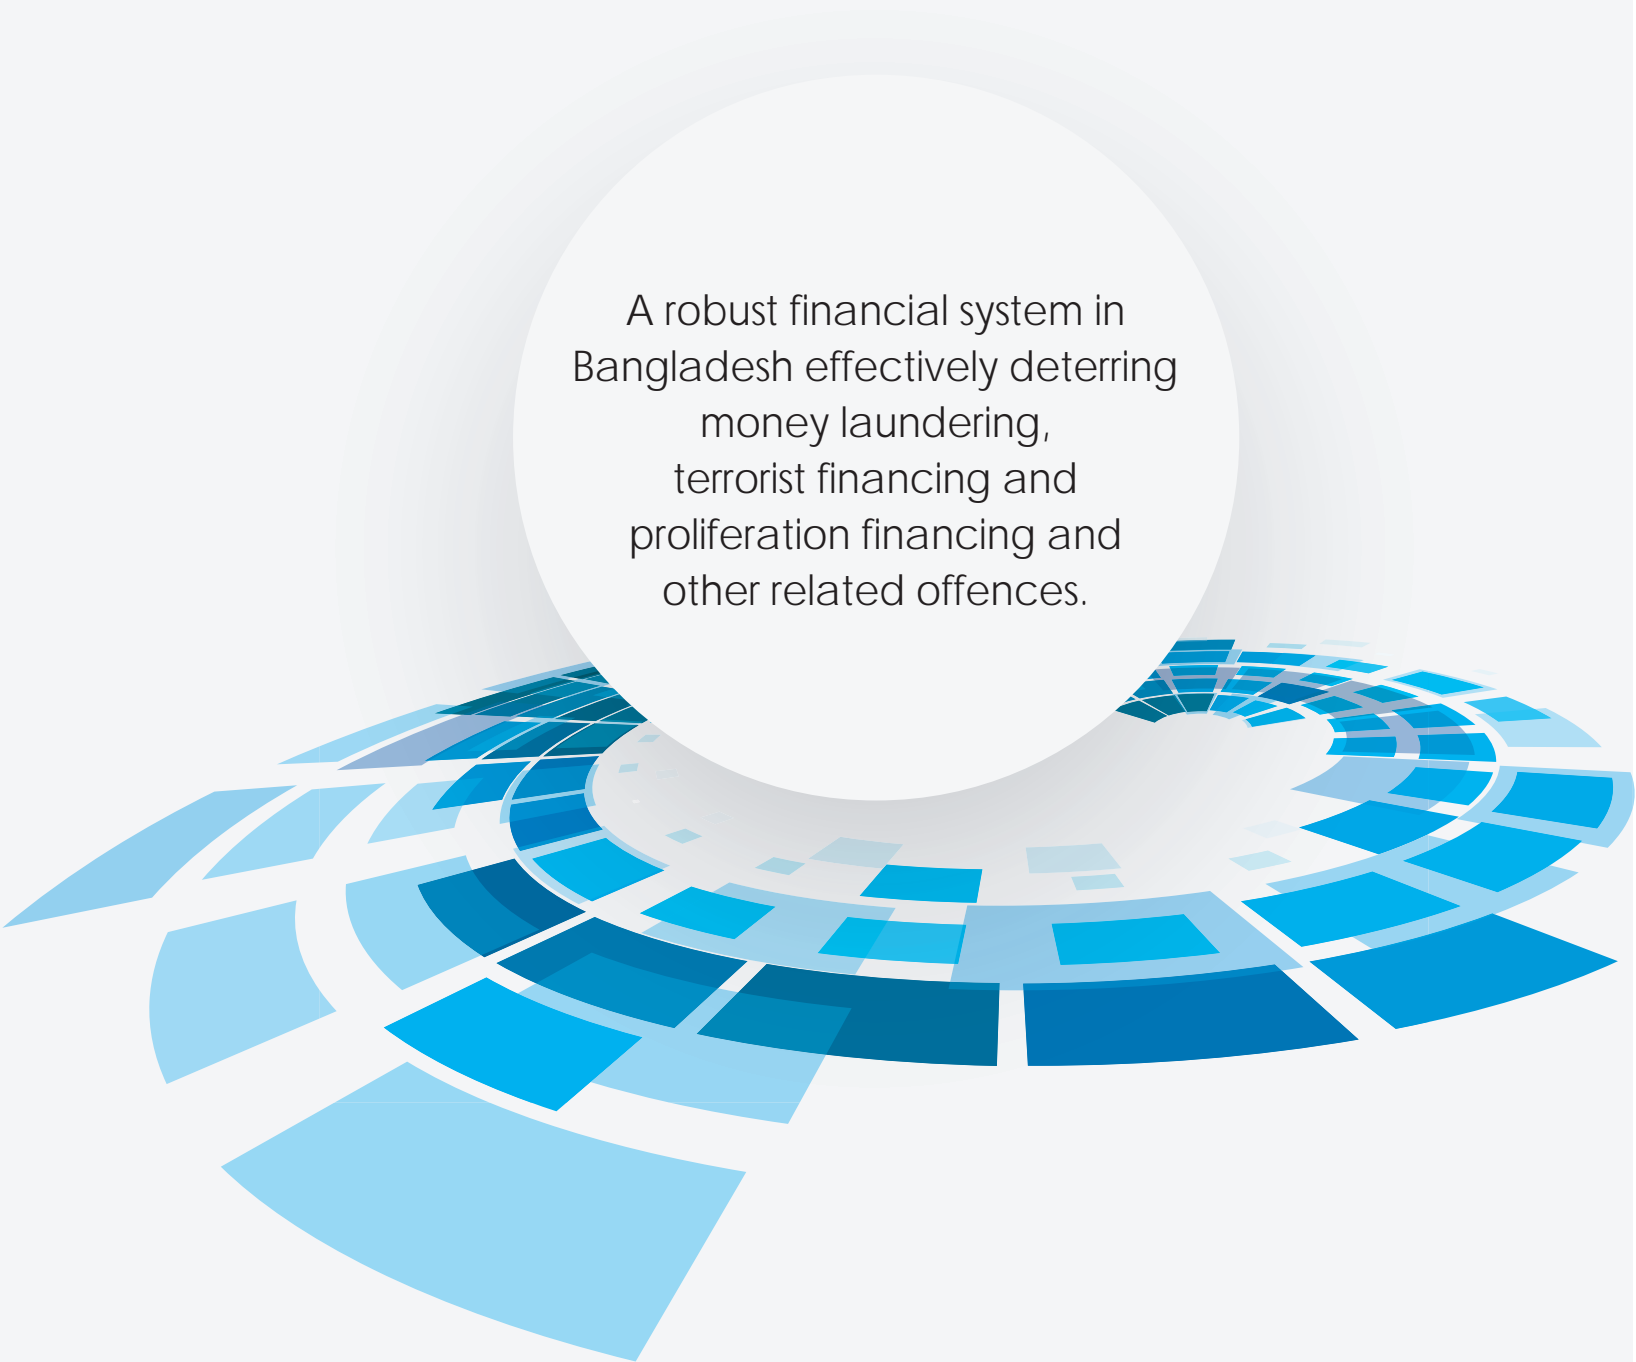 A robust financial system in
Bangladesh effectively deterring
money laundering,
terrorist financing and
proliferation financing and
other related offences.